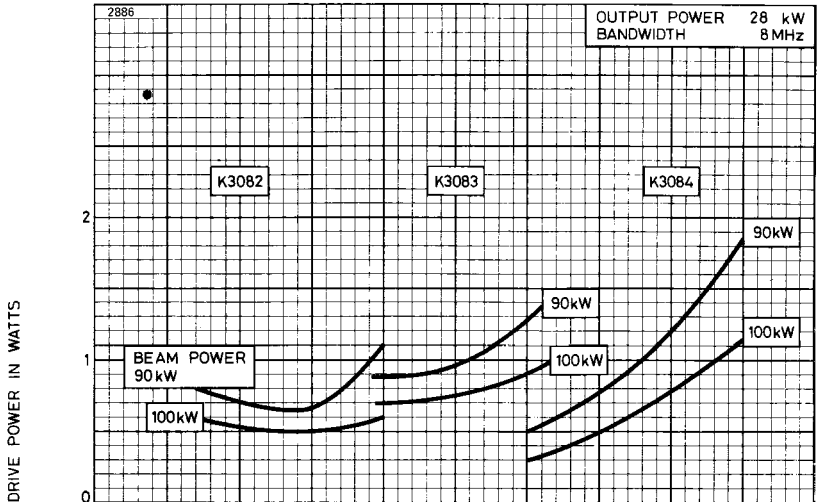 2886
OUTPUT POWER 28 kW
BANDWIDTH 8 MHz
K3082
K3083
K3084
2
90kW
90kW
1
BEAM POWER
90kW
100kW
100kW
100kW
0
DRIVE POWER IN WATTS